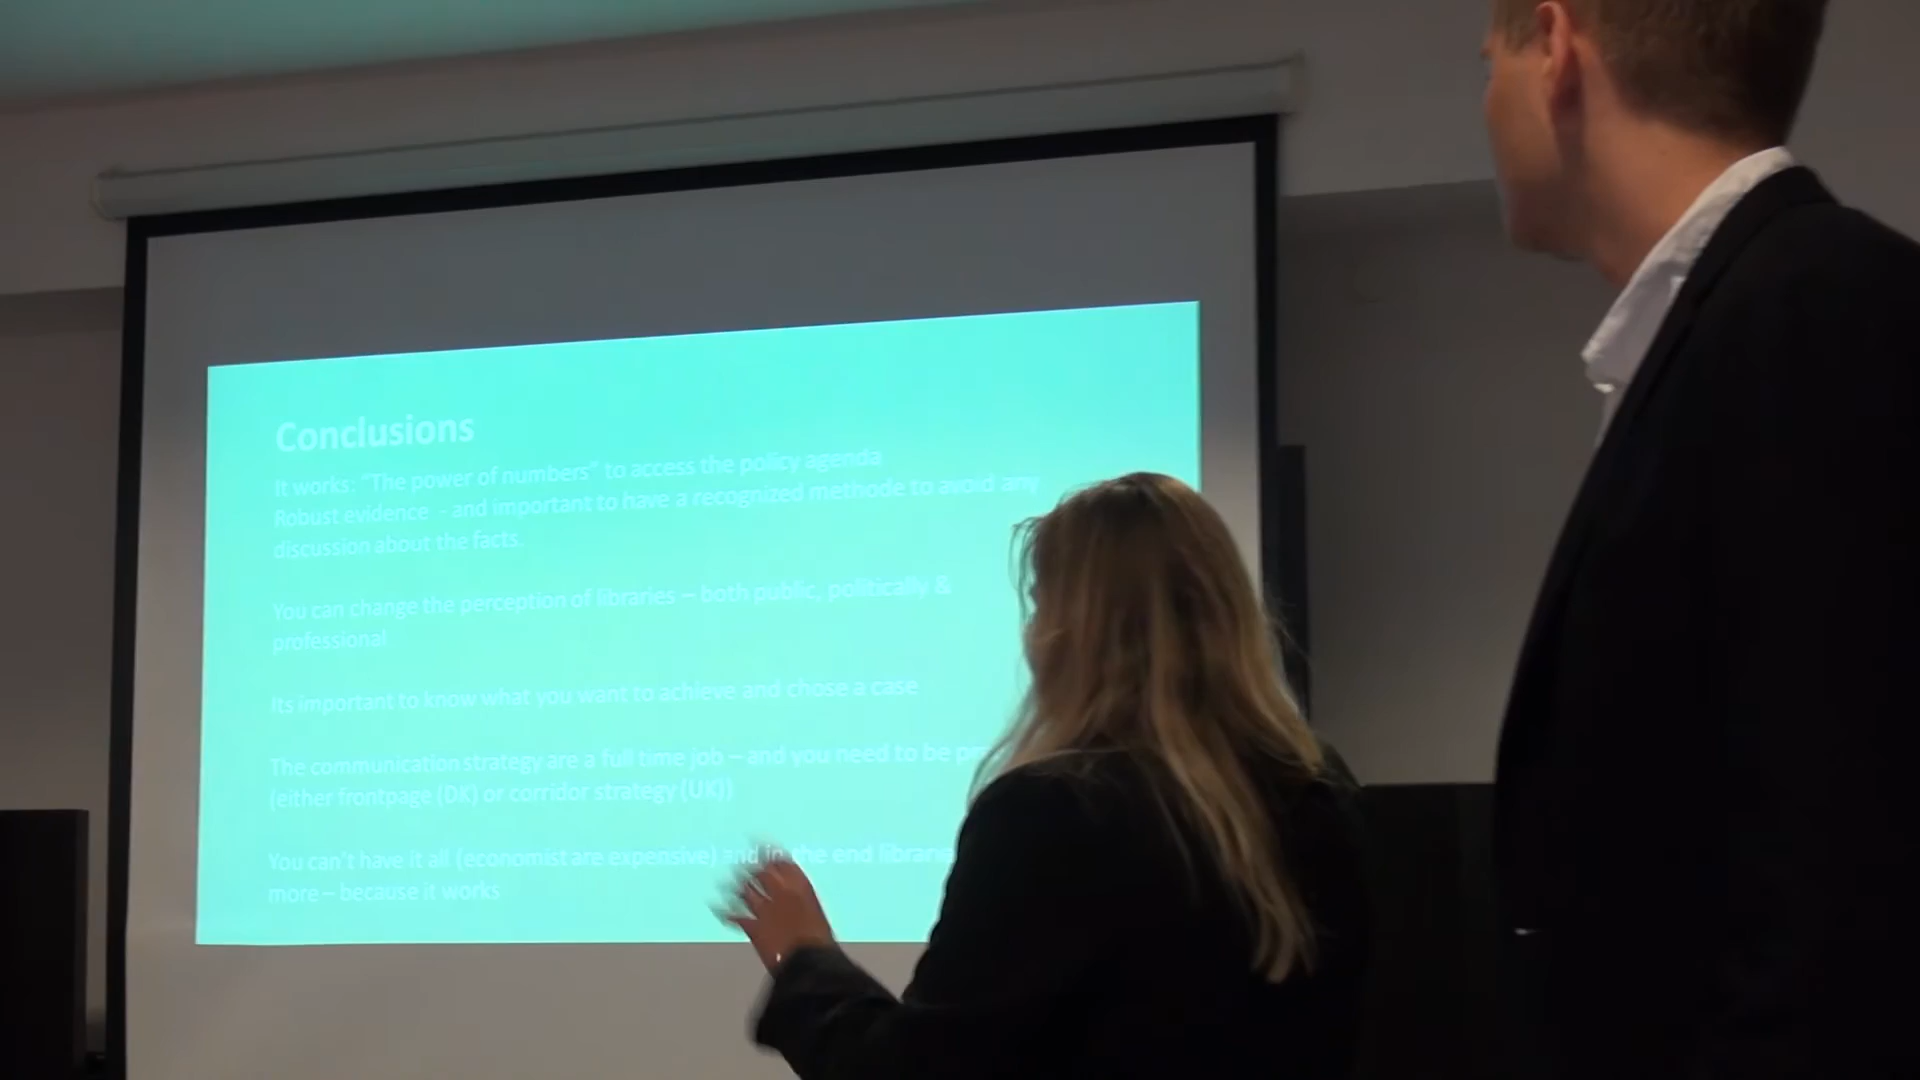 Conclusions
It works: "The power of numbers" to access the policy agenda
Robust evidence - and important to have a recognized methode to avoid any
discussion about the facts.
You can change the perception of libraries – both public, politically &
professional
Its important to know what you want to achieve and chose a case
The communication strategy are a full time job – and you need to be
(either frontpage (DK) or corridor strategy (UK))
You can't have it all (economist are expensive) and in the end
more – because it works